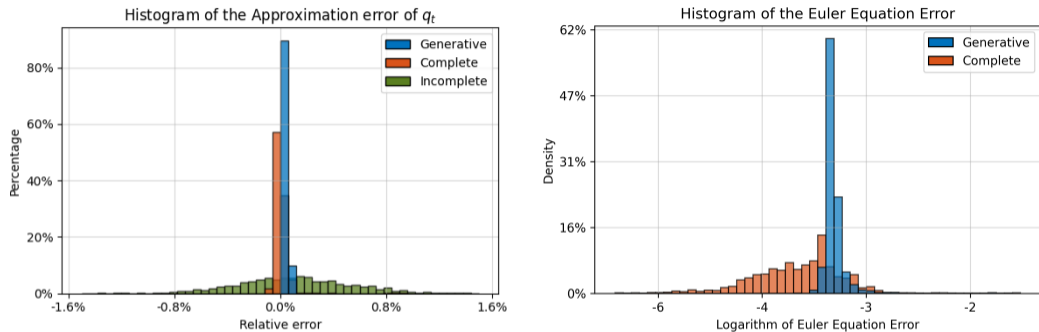 Histogram of the Approximation error of qₜ
Generative
Complete
Incomplete
Percentage
80%
60%
40%
20%
0%
-1.6%
-0.8%
0.0%
0.8%
1.6%
Relative error
Histogram of the Euler Equation Error
Generative
Complete
Density
62%
47%
31%
16%
0%
-6
-4
-3
-2
Logarithm of Euler Equation Error